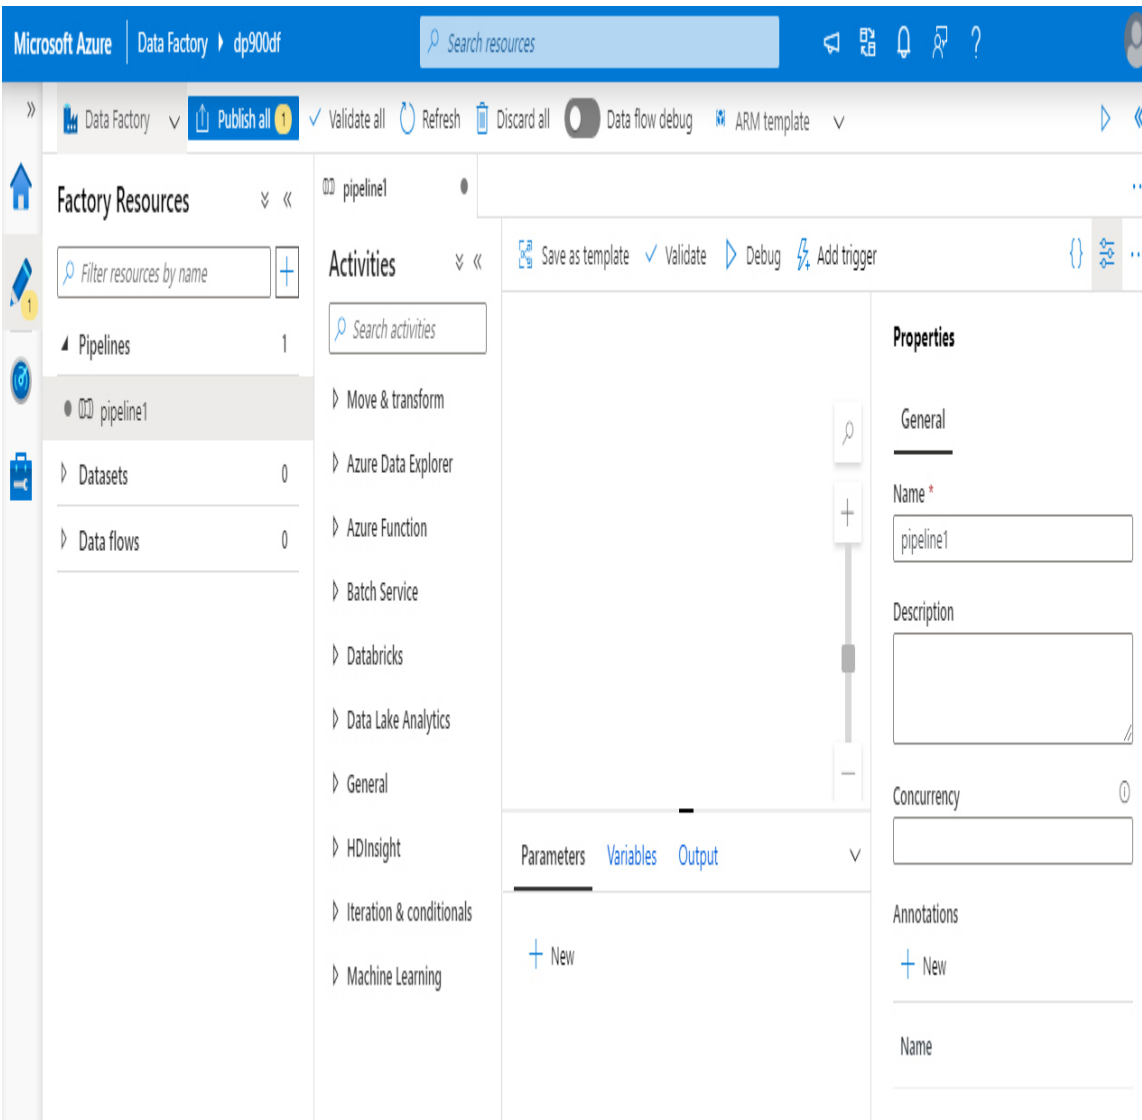 Microsoft Azure Data Factory dp900df Search resources ?
Data Factory Publish all 1 Validate all Refresh Discard all Data flow debug ARM template
Factory Resources
Filter resources by name
1
Pipelines 1
pipeline1
Datasets 0
Data flows 0
pipeline1
Activities
Search activities
Move & transform
Azure Data Explorer
Azure Function
Batch Service
Databricks
Data Lake Analytics
General
HDInsight
Iteration & conditionals
Machine Learning
Save as template Validate Debug Add trigger {}
Parameters Variables Output
New
Properties
General
Name *
pipeline1
Description
Concurrency
Annotations
New
Name